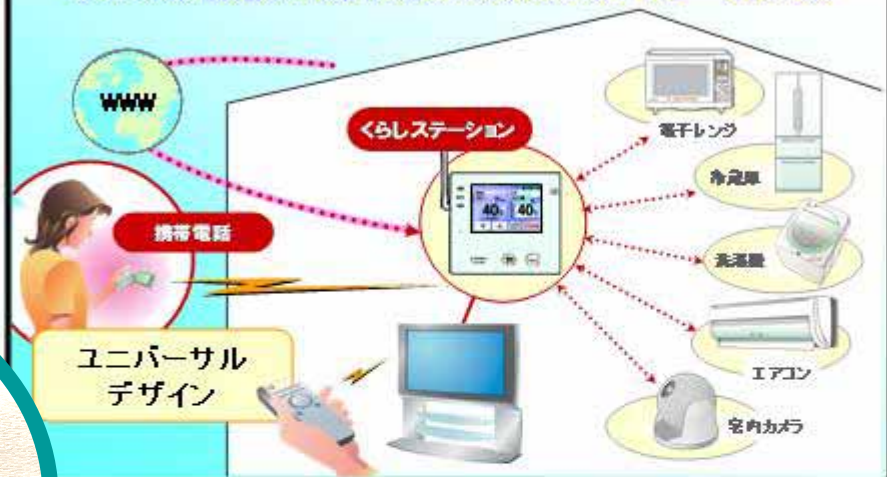 www
くらしステーション
電子レンジ
冷蔵庫
携帯電話
40
40
洗濯機
ユニバーサル
デザイン
エアコン
宅内カメラ